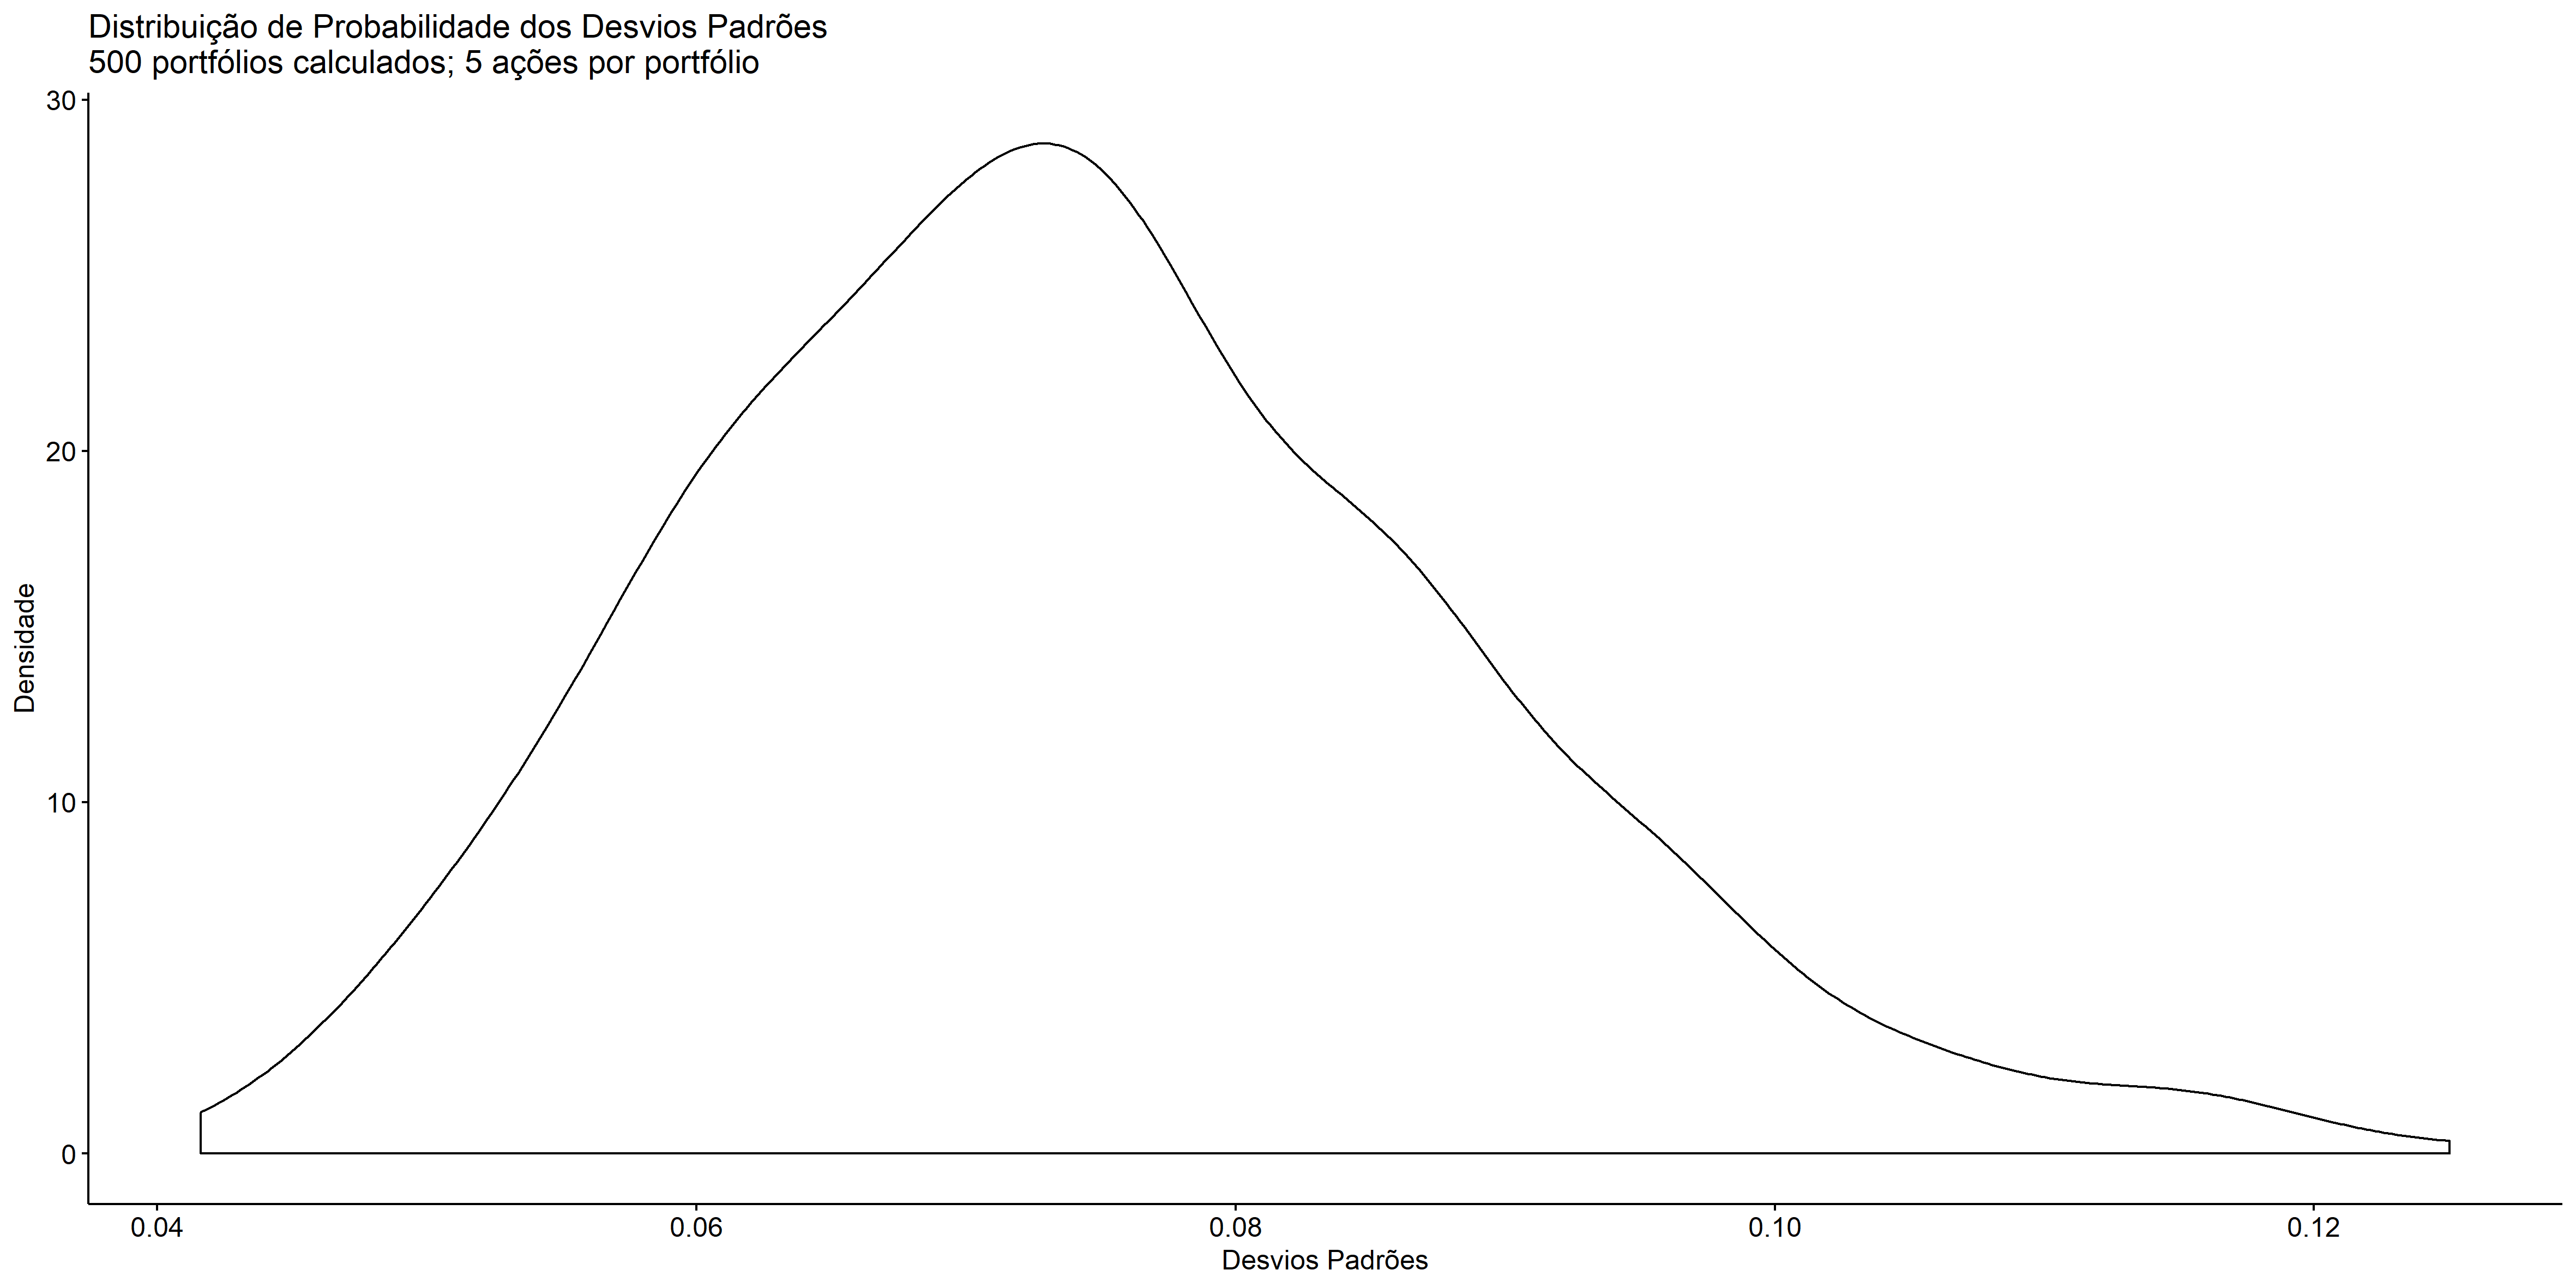 Distribuição de Probabilidade dos Desvios Padrões
500 portfólios calculados; 5 ações por portfólio
30
20
10
0
Densidade
0.04 0.06 0.08 0.10 0.12
Desvios Padrões